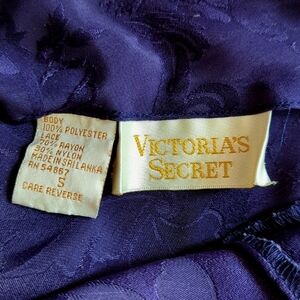 BODY
100% POLYESTER
LACE
70% RAYON
30% NYLON
MADE IN SRI LANKA
RN 54867
S
CARE REVERSE
VICTORIA'S
SECRET